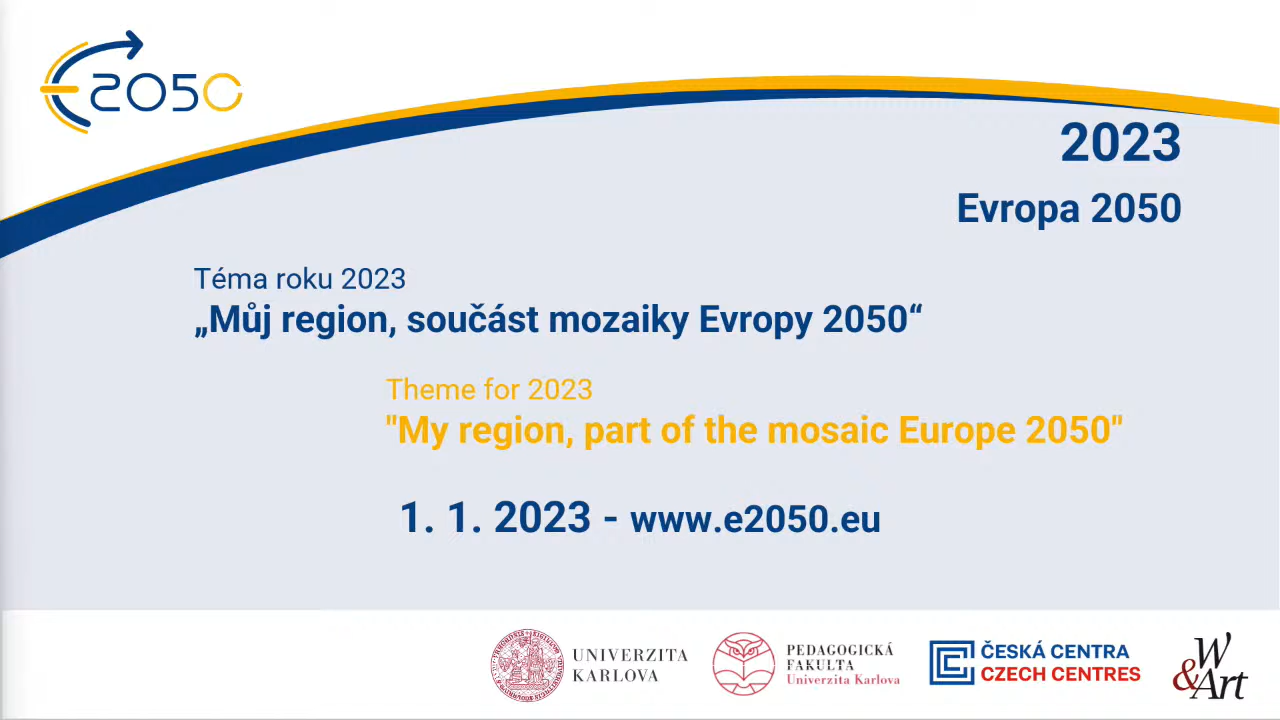 2050
2023
Evropa 2050
Téma roku 2023
„Můj region, součást mozaiky Evropy 2050“
Theme for 2023
"My region, part of the mosaic Europe 2050"
1. 1. 2023 - www.e2050.eu
UNIVERZITA
KARLOVA
PEDAGOGICKÁ
FAKULTA
Univerzita Karlova
ČESKÁ CENTRA
CZECH CENTRES
W
&Art